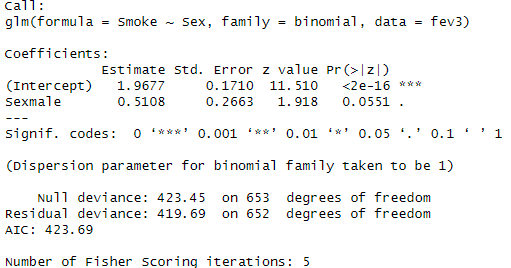 Call:
glm(formula = Smoke ~ Sex, family = binomial, data = fev3)
Coefficients:
Estimate Std. Error z value Pr(>|z|)
(Intercept) 1.9677 0.1710 11.510 <2e-16 ***
Sexmale 0.5108 0.2663 1.918 0.0551 .
---
Signif. codes: 0 ‘***’ 0.001 ‘**’ 0.01 ‘*’ 0.05 ‘.’ 0.1 ‘ ’ 1
(Dispersion parameter for binomial family taken to be 1)
Null deviance: 423.45 on 653 degrees of freedom
Residual deviance: 419.69 on 652 degrees of freedom
AIC: 423.69
Number of Fisher Scoring iterations: 5